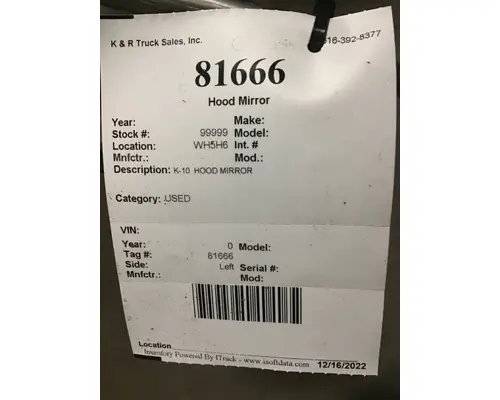 K & R Truck Sales, Inc. 616-392-8377
81666
Hood Mirror
Year: Make:
Stock #: 99999 Model:
Location: WH5H6 Int. #
Mnfctr.: Mod.:
Description: K-10 HOOD MIRROR
Category: USED
VIN:
Year: 0 Model:
Tag #: 81666
Side: Left Serial #:
Mnfctr.: Mod:
Location
Inventory Powered By ITrack - www.isoftdata.com 12/16/2022